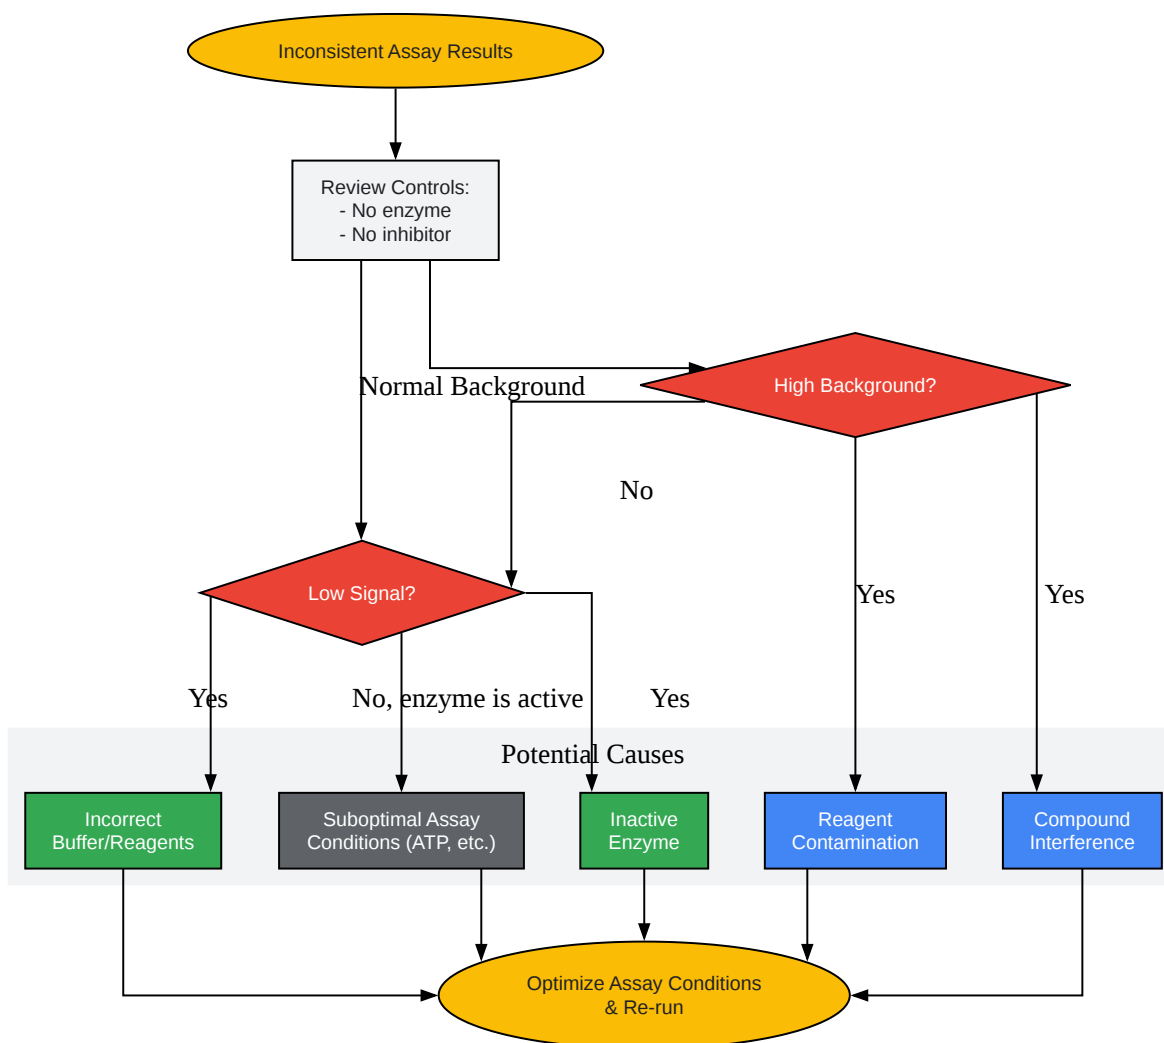 Inconsistent Assay Results
Review Controls:
- No enzyme
- No inhibitor
Normal Background
High Background?
No
Low Signal?
Yes
Yes
Yes
No, enzyme is active
Yes
Potential Causes
Incorrect
Buffer/Reagents
Suboptimal Assay
Conditions (ATP, etc.)
Inactive
Enzyme
Reagent
Contamination
Compound
Interference
Optimize Assay Conditions
& Re-run